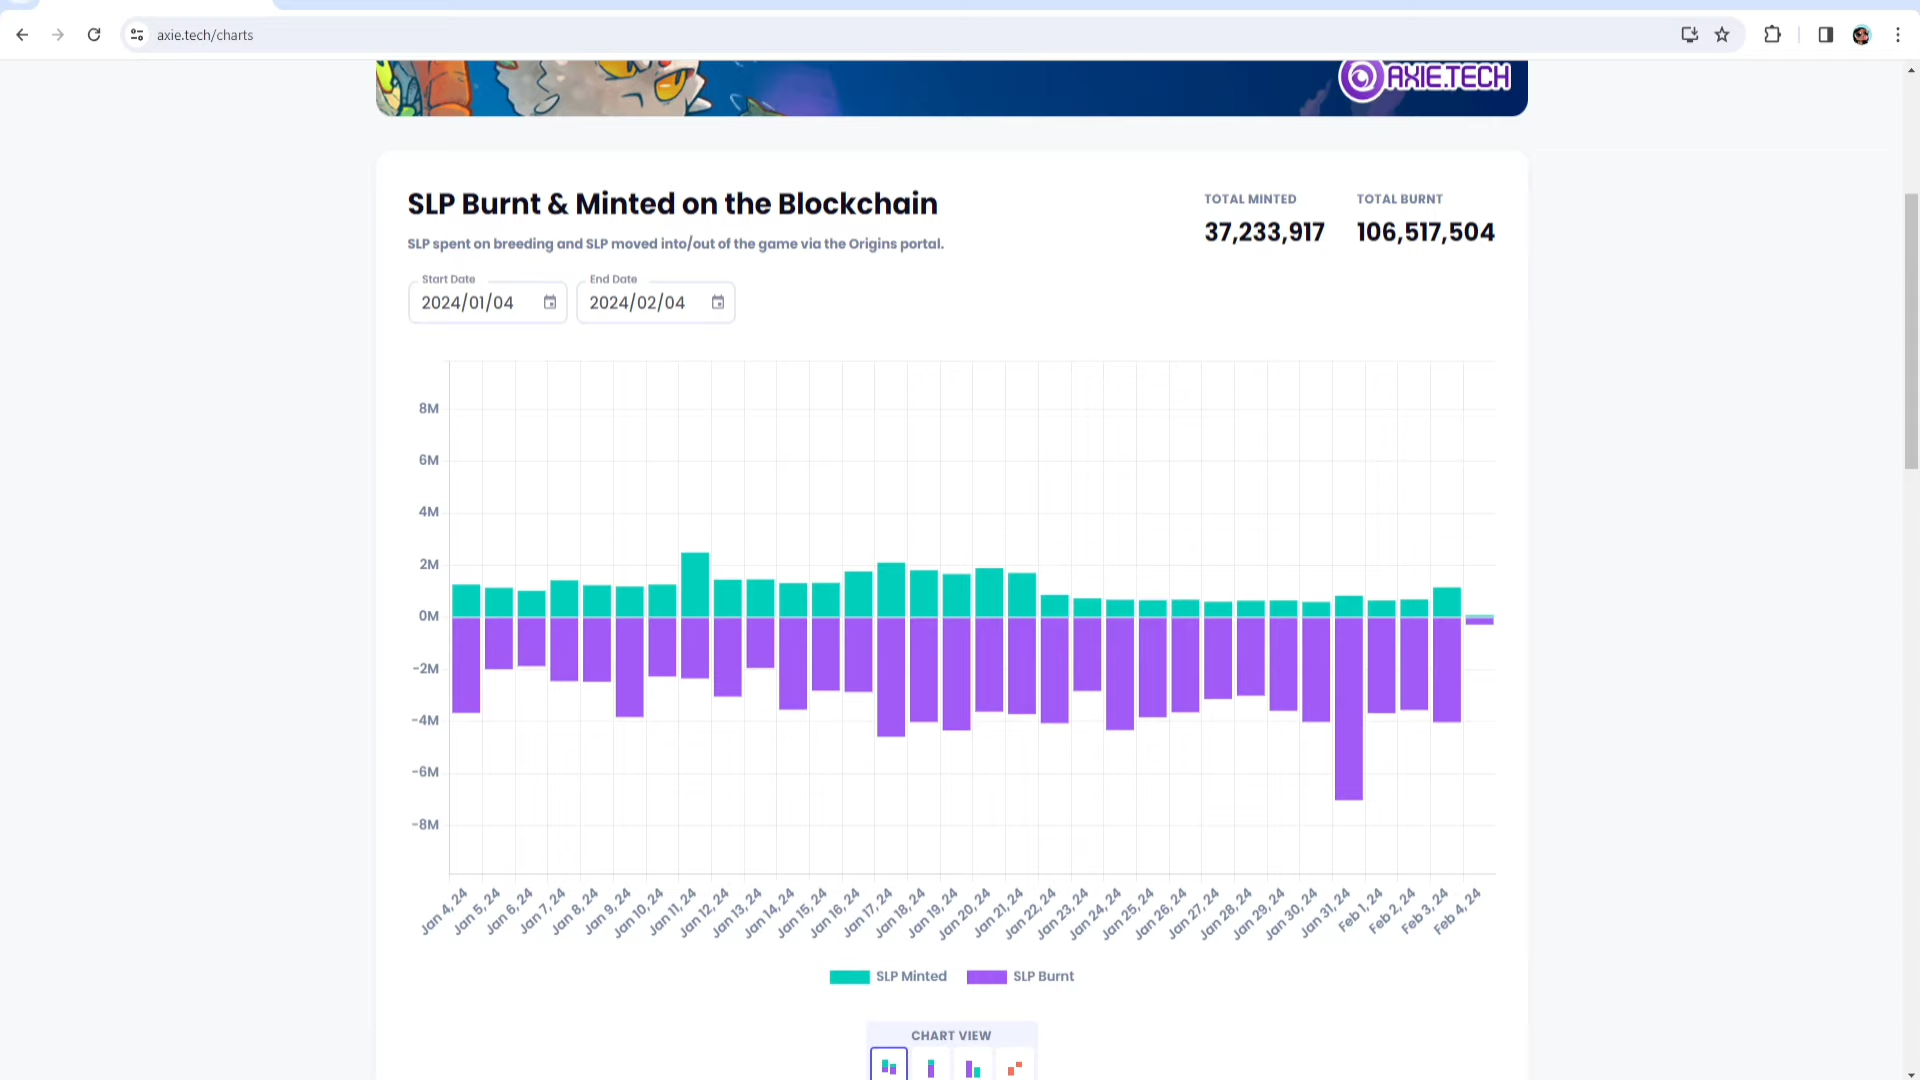 axie.tech/charts
AXIE.TECH
SLP Burnt & Minted on the Blockchain
SLP spent on breeding and SLP moved into/out of the game via the Origins portal.
TOTAL MINTED
37,233,917
TOTAL BURNT
106,517,504
Start Date
2024/01/04
End Date
2024/02/04
8M
6M
4M
2M
0M
-2M
-4M
-6M
-8M
Jan 4, 24
Jan 5, 24
Jan 6, 24
Jan 7, 24
Jan 8, 24
Jan 9, 24
Jan 10, 24
Jan 11, 24
Jan 12, 24
Jan 13, 24
Jan 14, 24
Jan 15, 24
Jan 16, 24
Jan 17, 24
Jan 18, 24
Jan 19, 24
Jan 20, 24
Jan 21, 24
Jan 22, 24
Jan 23, 24
Jan 24, 24
Jan 25, 24
Jan 26, 24
Jan 27, 24
Jan 28, 24
Jan 29, 24
Jan 30, 24
Jan 31, 24
Feb 1, 24
Feb 2, 24
Feb 3, 24
Feb 4, 24
SLP Minted
SLP Burnt
CHART VIEW